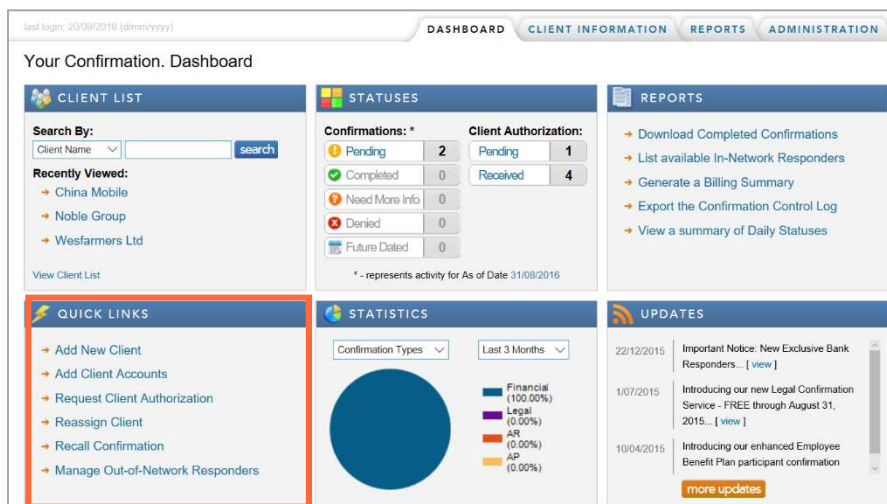 last login: 20/09/2016 (d/mm/yyyy)
DASHBOARD
CLIENT INFORMATION
REPORTS
ADMINISTRATION
Your Confirmation. Dashboard
CLIENT LIST
Search By:
Client Name
search
Recently Viewed:
China Mobile
Noble Group
Wesfarmers Ltd
View Client List
STATUSES
Confirmations: *
Pending 2
Completed 0
Need More Info 0
Denied 0
Future Dated 0
Client Authorization:
Pending 1
Received 4
* - represents activity for As of Date 31/08/2016
REPORTS
Download Completed Confirmations
List available In-Network Responders
Generate a Billing Summary
Export the Confirmation Control Log
View a summary of Daily Statuses
QUICK LINKS
Add New Client
Add Client Accounts
Request Client Authorization
Reassign Client
Recall Confirmation
Manage Out-of-Network Responders
STATISTICS
Confirmation Types
Last 3 Months
Financial
(100.00%)
Legal
(0.00%)
AR
(0.00%)
AP
(0.00%)
UPDATES
22/12/2015 Important Notice: New Exclusive Bank
Responders... [ view ]
1/07/2015 Introducing our new Legal Confirmation
Service - FREE through August 31,
2015... [ view ]
10/04/2015 Introducing our enhanced Employee
Benefit Plan participant confirmation
more updates